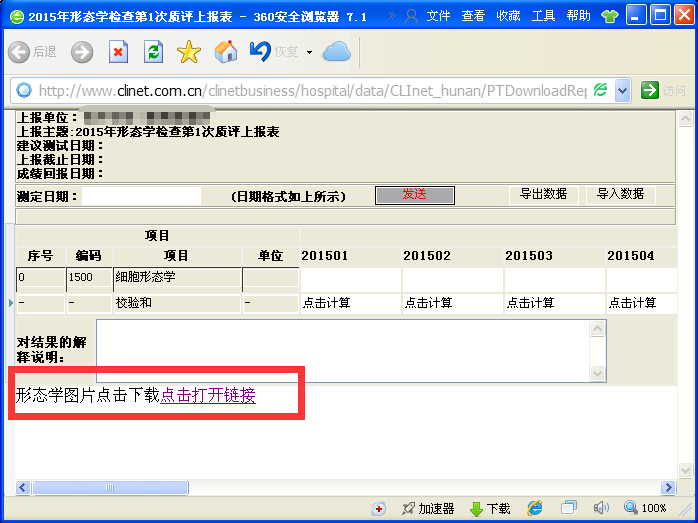 2015年形态学检查第1次质评上报表 - 360安全浏览器 7.1 » 文件 查看 收藏 工具 帮助
后退 恢复
http://www.clinet.com.cn/clinetbusiness/hospital/data/CLInet_hunan/PTDownloadRep 访问
上报单位：
上报主题:2015年形态学检查第1次质评上报表
建议测试日期：
上报截止日期：
成绩回报日期：
测定日期： (日期格式如上所示) 发送 导出数据 导入数据
项目
序号 编码 项目 单位 201501 201502 201503 201504
0 1500 细胞形态学
- - 校验和 - 点击计算 点击计算 点击计算 点击计算
对结果的解
释说明：
形态学图片点击下载点击打开链接
加速器 下载 100%